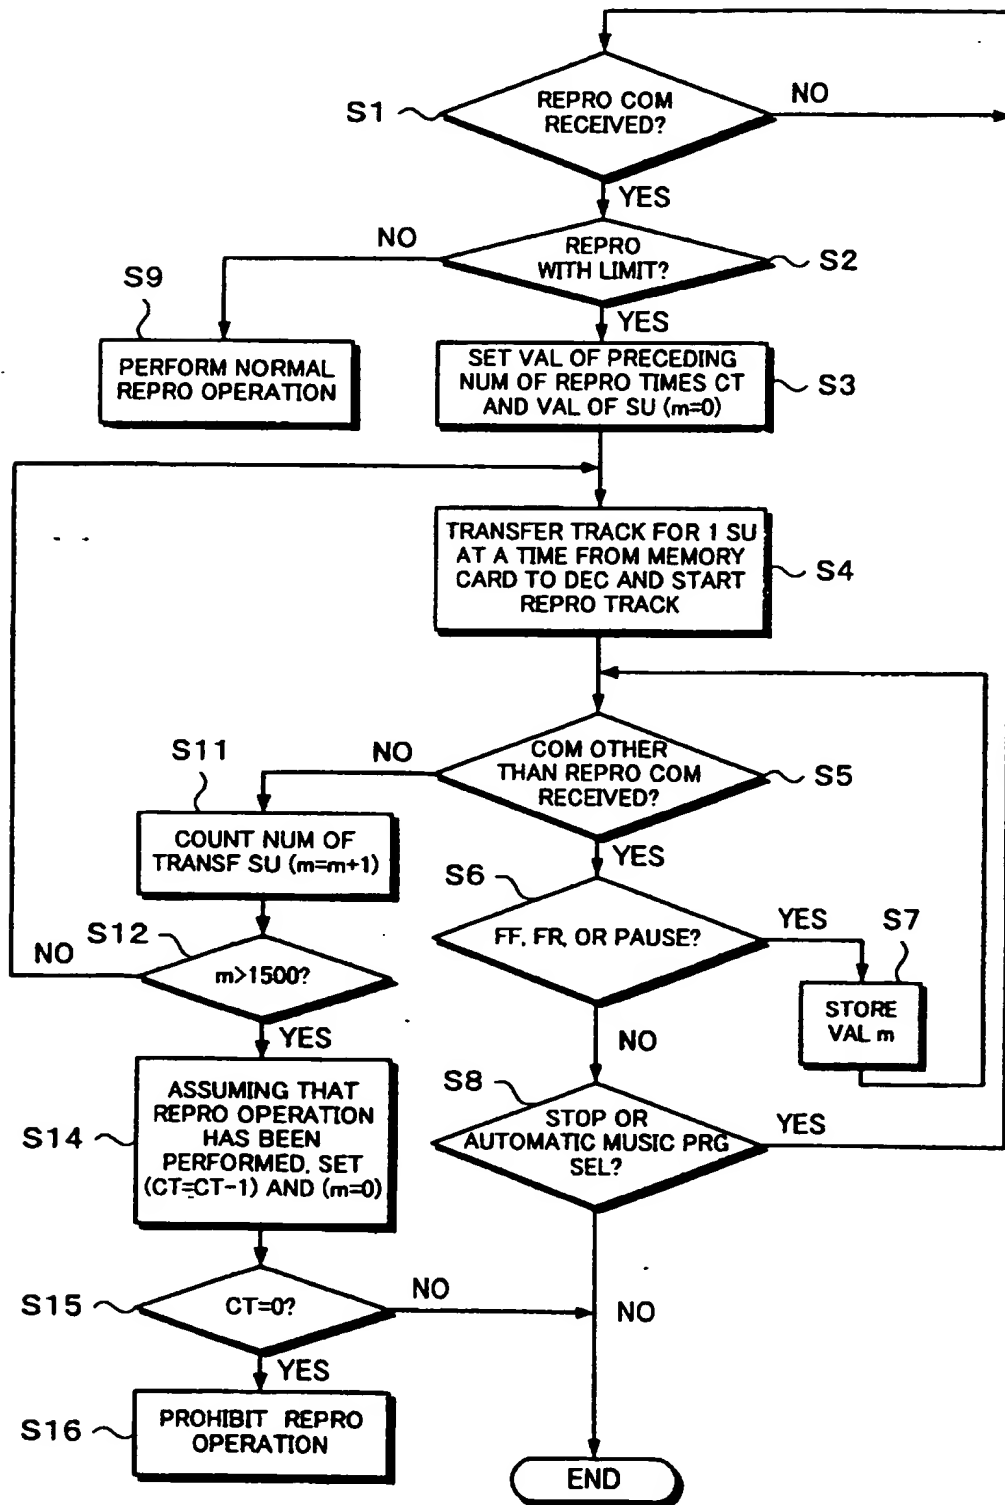 S1
REPRO COM
RECEIVED?
NO
YES
NO
REPRO
WITH LIMIT?
S2
S9
YES
PERFORM NORMAL
REPRO OPERATION
SET VAL OF PRECEDING
NUM OF REPRO TIMES CT
AND VAL OF SU (m=0)
S3
TRANSFER TRACK FOR 1 SU
AT A TIME FROM MEMORY
CARD TO DEC AND START
REPRO TRACK
S4
S11
NO
COM OTHER
THAN REPRO COM
RECEIVED?
S5
COUNT NUM OF
TRANSF SU (m=m+1)
YES
S6
FF, FR, OR PAUSE?
YES
S7
S12
NO
m>1500?
STORE
VAL m
YES
NO
S8
S14
ASSUMING THAT
REPRO OPERATION
HAS BEEN
PERFORMED, SET
(CT=CT-1) AND (m=0)
STOP OR
AUTOMATIC MUSIC PRG
SEL?
YES
S15
CT=0?
NO
NO
YES
S16
PROHIBIT REPRO
OPERATION
END